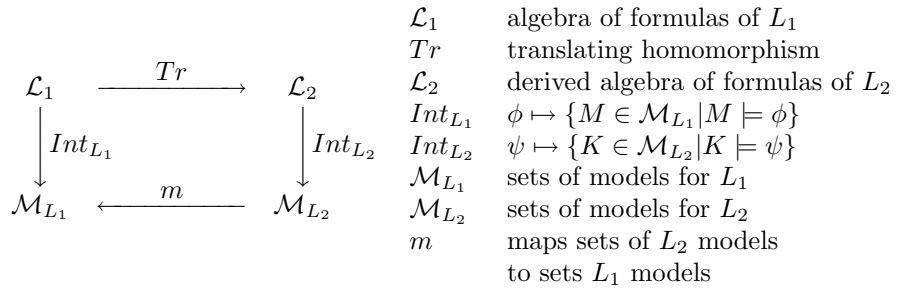 ℒ₁ algebra of formulas of L₁
Tr translating homomorphism
ℒ₁ Tr ℒ₂ ℒ₂ derived algebra of formulas of L₂
Int_{L₁} ϕ ↦ {M ∈ ℳ_{L₁}|M ⊨ ϕ}
Int_{L₁} Int_{L₂} Int_{L₂} ψ ↦ {K ∈ ℳ_{L₂}|K ⊨ ψ}
ℳ_{L₁} sets of models for L₁
ℳ_{L₁} m ℳ_{L₂} ℳ_{L₂} sets of models for L₂
m maps sets of L₂ models
to sets L₁ models